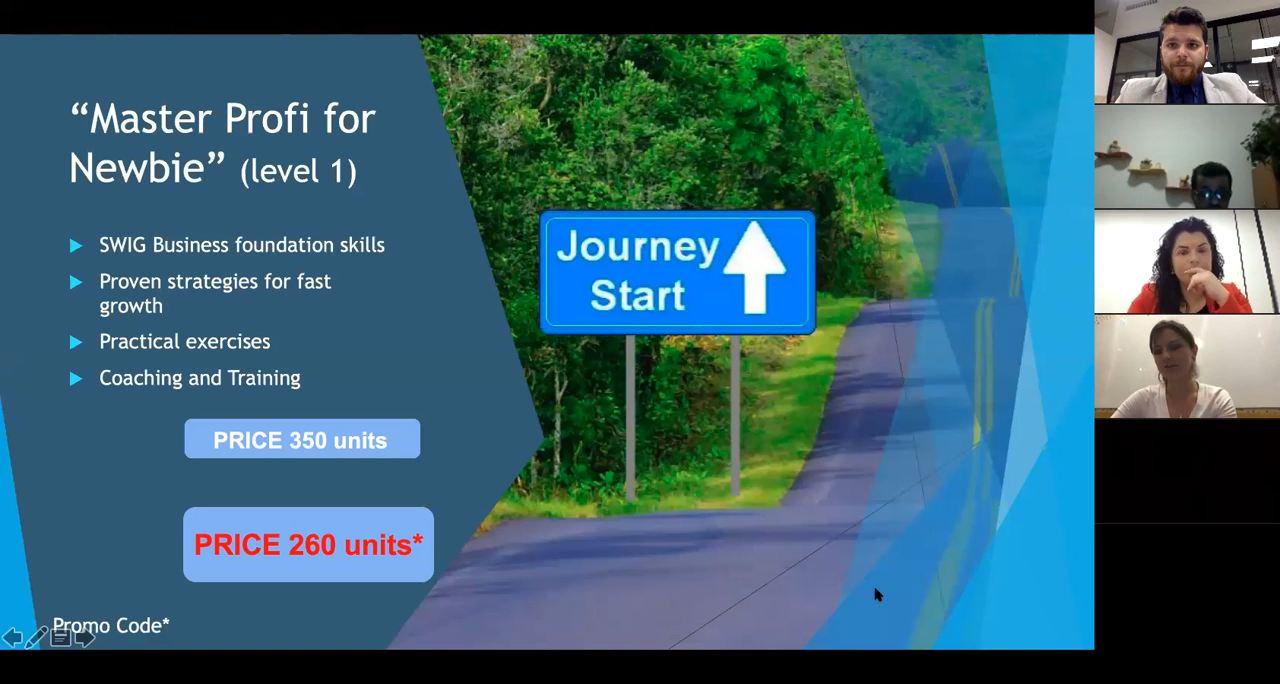 “Master Profi for
Newbie” (level 1)
SWIG Business foundation skills
Proven strategies for fast
growth
Practical exercises
Coaching and Training
PRICE 350 units
PRICE 260 units*
Promo Code*
Journey
Start